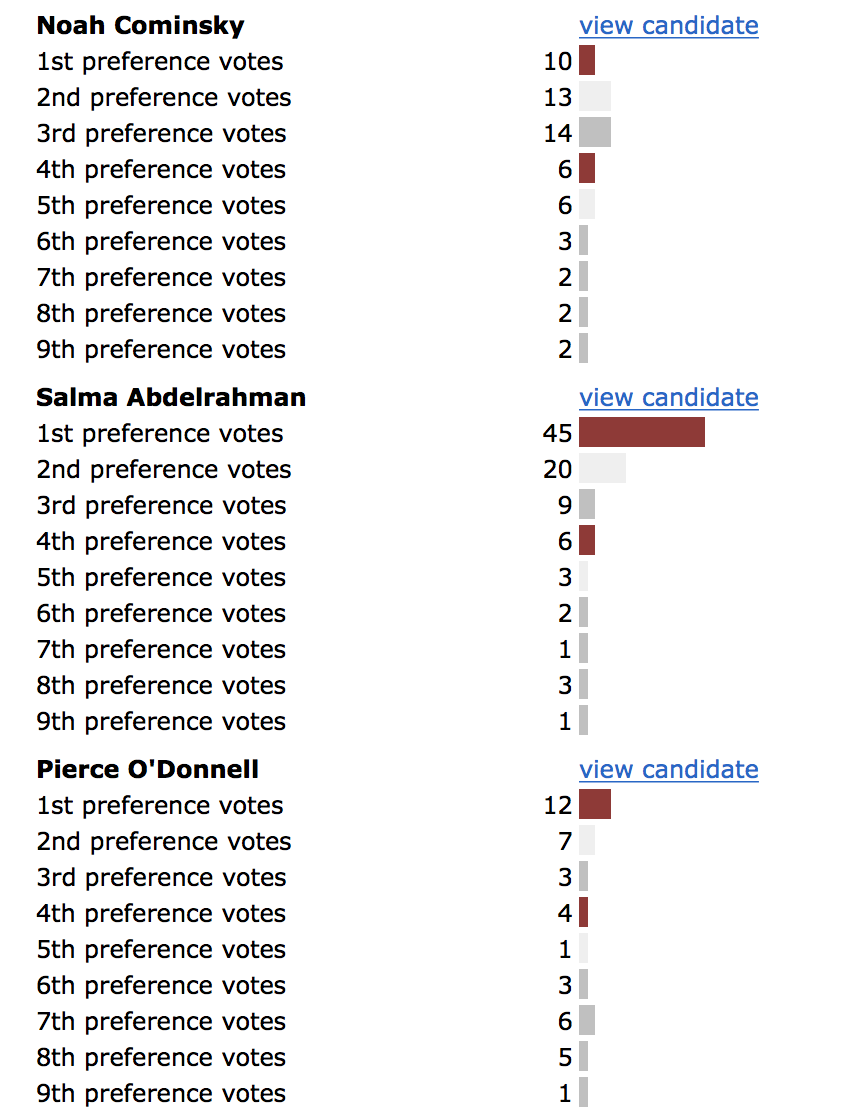 Noah Cominsky view candidate
1st preference votes 10
2nd preference votes 13
3rd preference votes 14
4th preference votes 6
5th preference votes 6
6th preference votes 3
7th preference votes 2
8th preference votes 2
9th preference votes 2
Salma Abdelrahman view candidate
1st preference votes 45
2nd preference votes 20
3rd preference votes 9
4th preference votes 6
5th preference votes 3
6th preference votes 2
7th preference votes 1
8th preference votes 3
9th preference votes 1
Pierce O'Donnell view candidate
1st preference votes 12
2nd preference votes 7
3rd preference votes 3
4th preference votes 4
5th preference votes 1
6th preference votes 3
7th preference votes 6
8th preference votes 5
9th preference votes 1